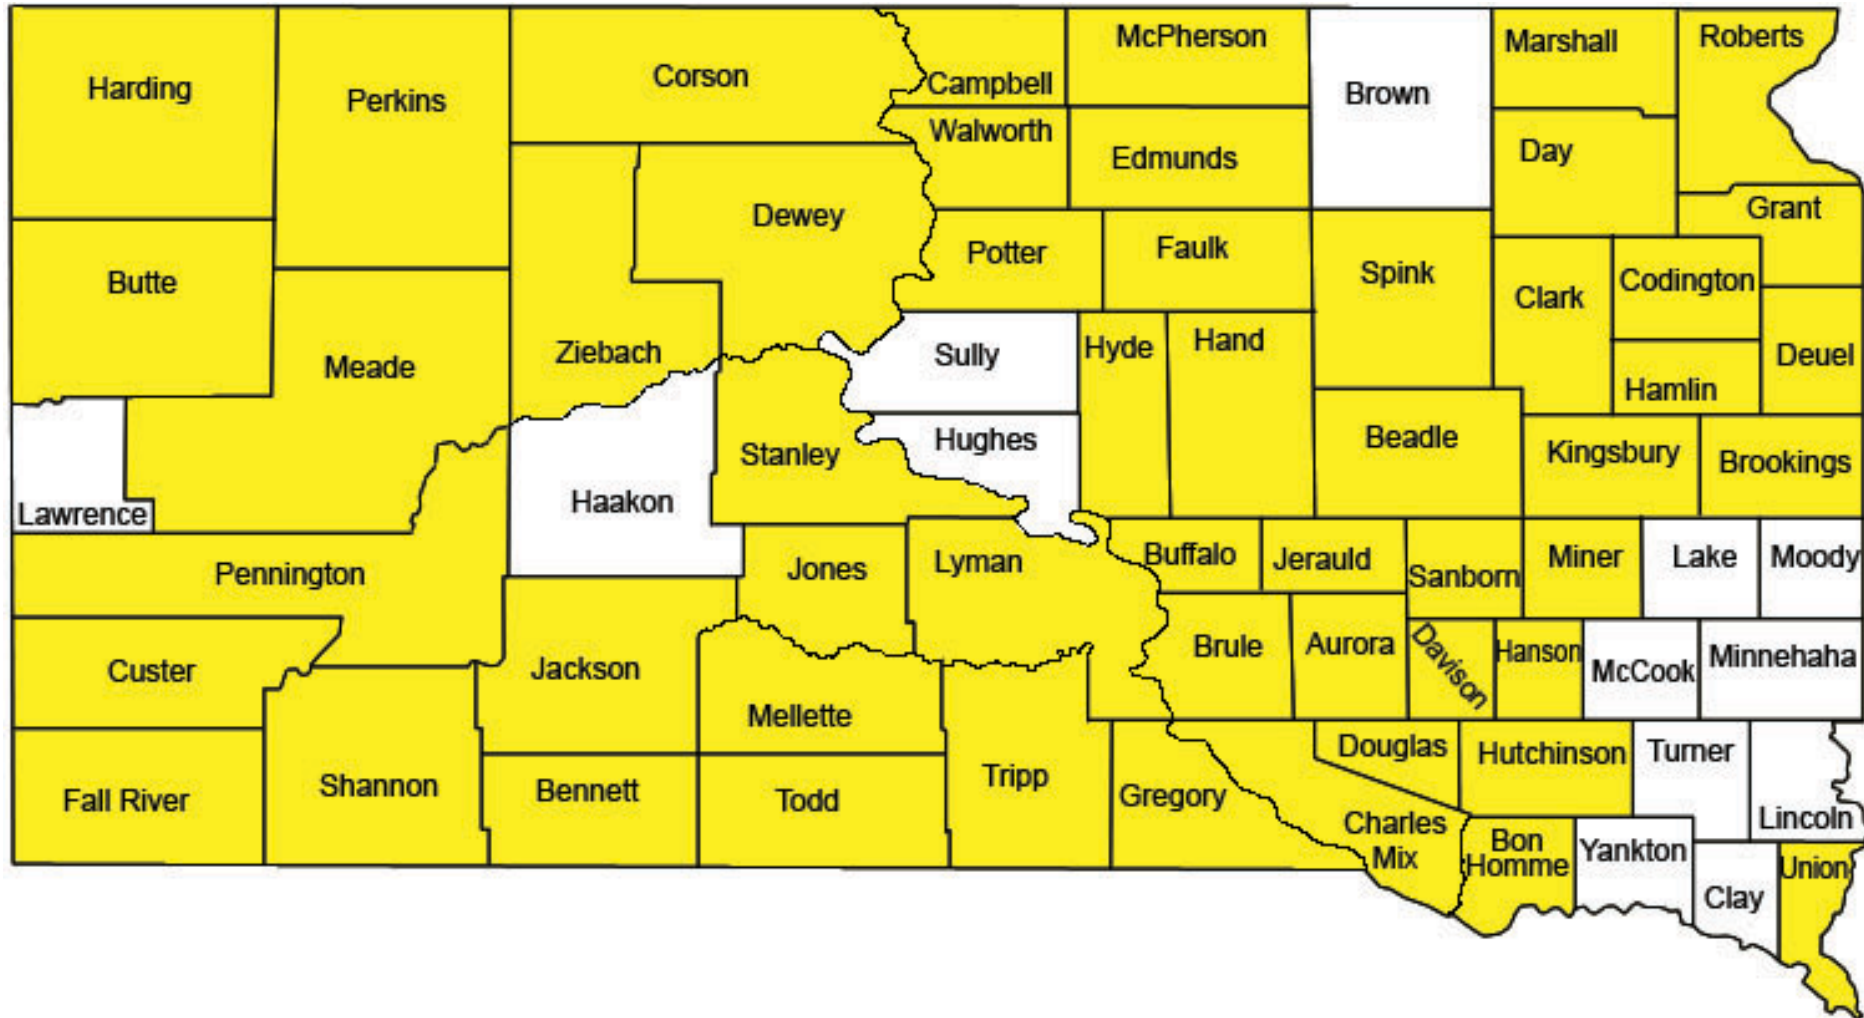 Harding
Perkins
Corson
Campbell
McPherson
Brown
Marshall
Roberts
Walworth
Edmunds
Day
Grant
Butte
Dewey
Potter
Faulk
Spink
Clark
Codington
Meade
Ziebach
Sully
Hyde
Hand
Hamlin
Deuel
Lawrence
Haakon
Stanley
Hughes
Beadle
Kingsbury
Brookings
Pennington
Jones
Lyman
Buffalo
Jerauld
Sanborn
Miner
Lake
Moody
Custer
Jackson
Mellette
Brule
Aurora
Davison
Hanson
McCook
Minnehaha
Fall River
Shannon
Bennett
Todd
Tripp
Gregory
Charles
Mix
Douglas
Hutchinson
Turner
Lincoln
Bon
Homme
Yankton
Clay
Union